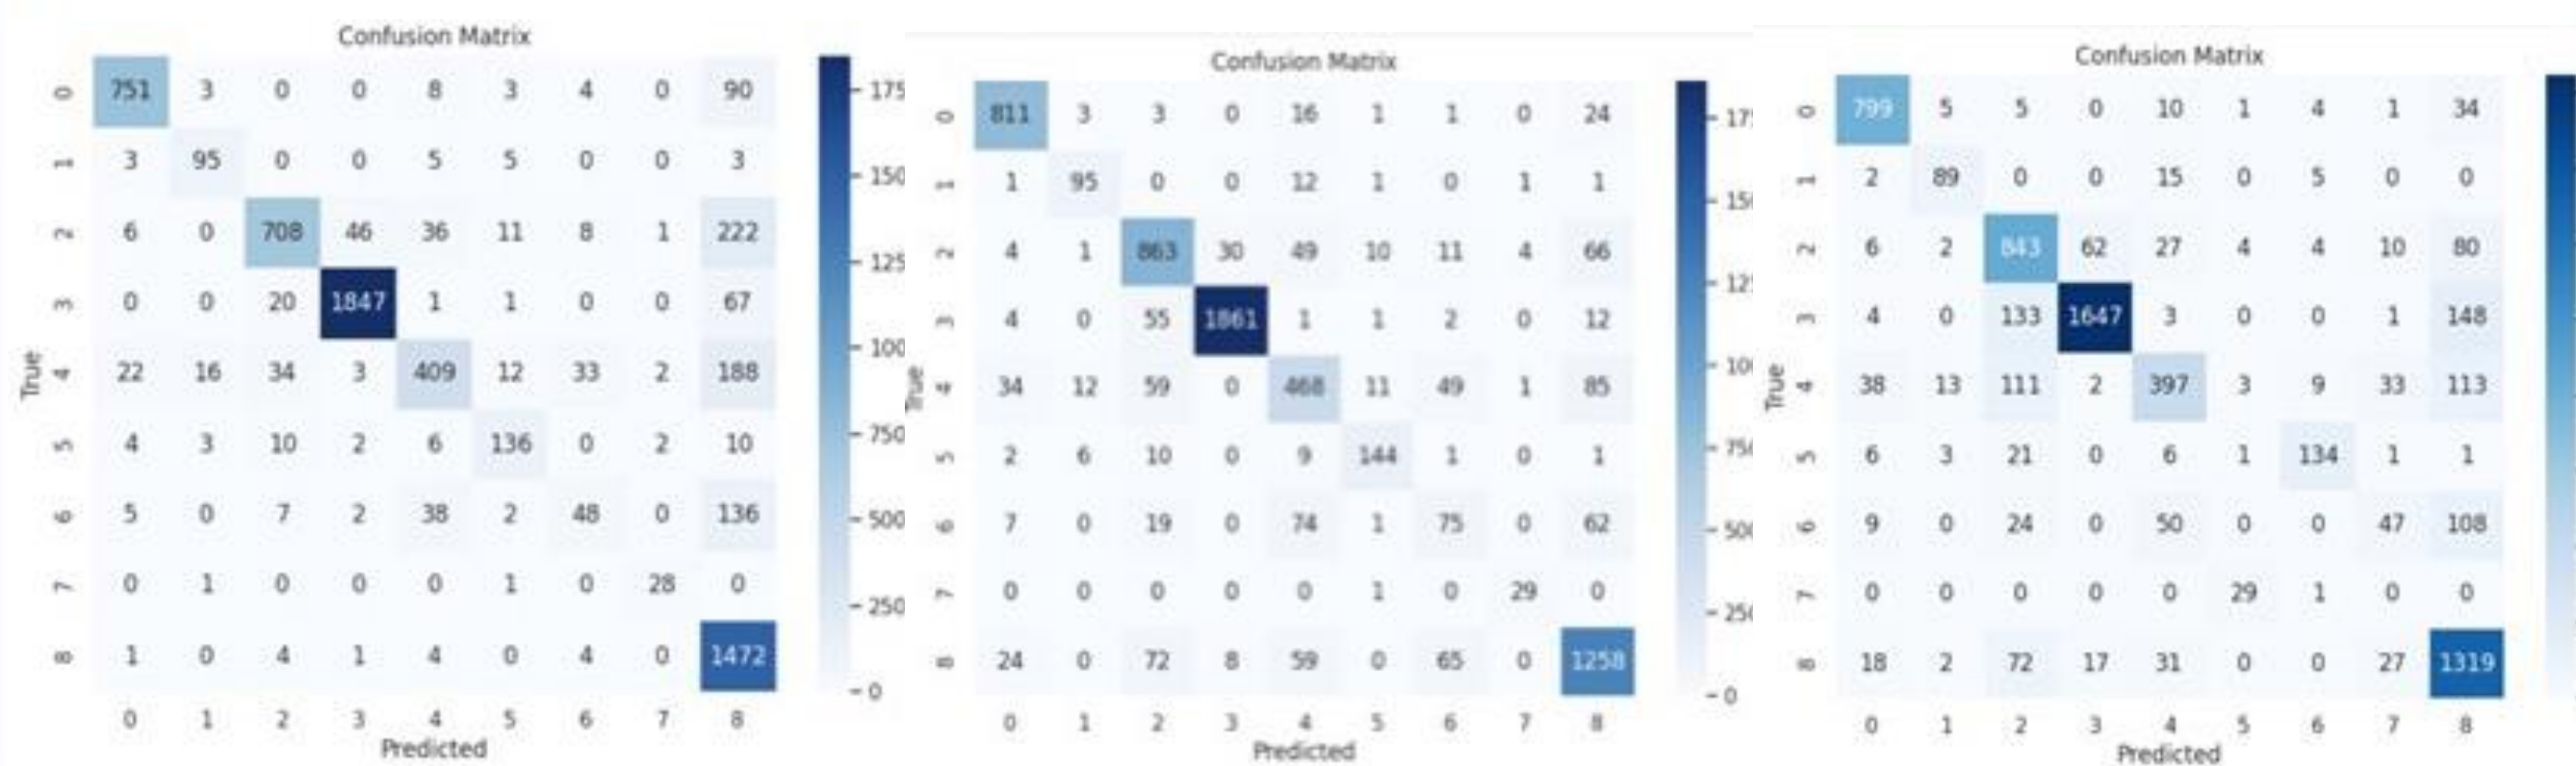 Confusion Matrix
0 751 3 0 0 8 3 4 0 90
1 3 95 0 0 5 5 0 0 3
2 6 0 708 46 36 11 8 1 222
3 0 0 20 1847 1 1 0 0 67
4 22 16 34 3 409 12 33 2 188
5 4 3 10 2 6 136 0 2 10
6 5 0 7 2 38 2 48 0 136
7 0 1 0 0 0 1 0 28 0
8 1 0 4 1 4 0 4 0 1472
0 1 2 3 4 5 6 7 8
True
Predicted
175
150
125
100
750
500
250
0
Confusion Matrix
0 811 3 3 0 16 1 1 0 24
1 1 95 0 0 12 1 0 1 1
2 4 1 863 30 49 10 11 4 66
3 4 0 55 1861 1 1 2 0 12
4 34 12 59 0 468 11 49 1 85
5 2 6 10 0 9 144 1 0 1
6 7 0 19 0 74 1 75 0 62
7 0 0 0 0 0 1 0 29 0
8 24 0 72 8 59 0 65 0 1258
0 1 2 3 4 5 6 7 8
True
Predicted
0
Confusion Matrix
0 799 5 5 0 10 1 4 1 34
1 2 89 0 0 15 0 5 0 0
2 6 2 843 62 27 4 4 10 80
3 4 0 133 1647 3 0 0 1 148
4 38 13 111 2 397 3 9 33 113
5 6 3 21 0 6 1 134 1 1
6 9 0 24 0 50 0 0 47 108
7 0 0 0 0 0 29 1 0 0
8 18 2 72 17 31 0 0 27 1319
0 1 2 3 4 5 6 7 8
True
Predicted